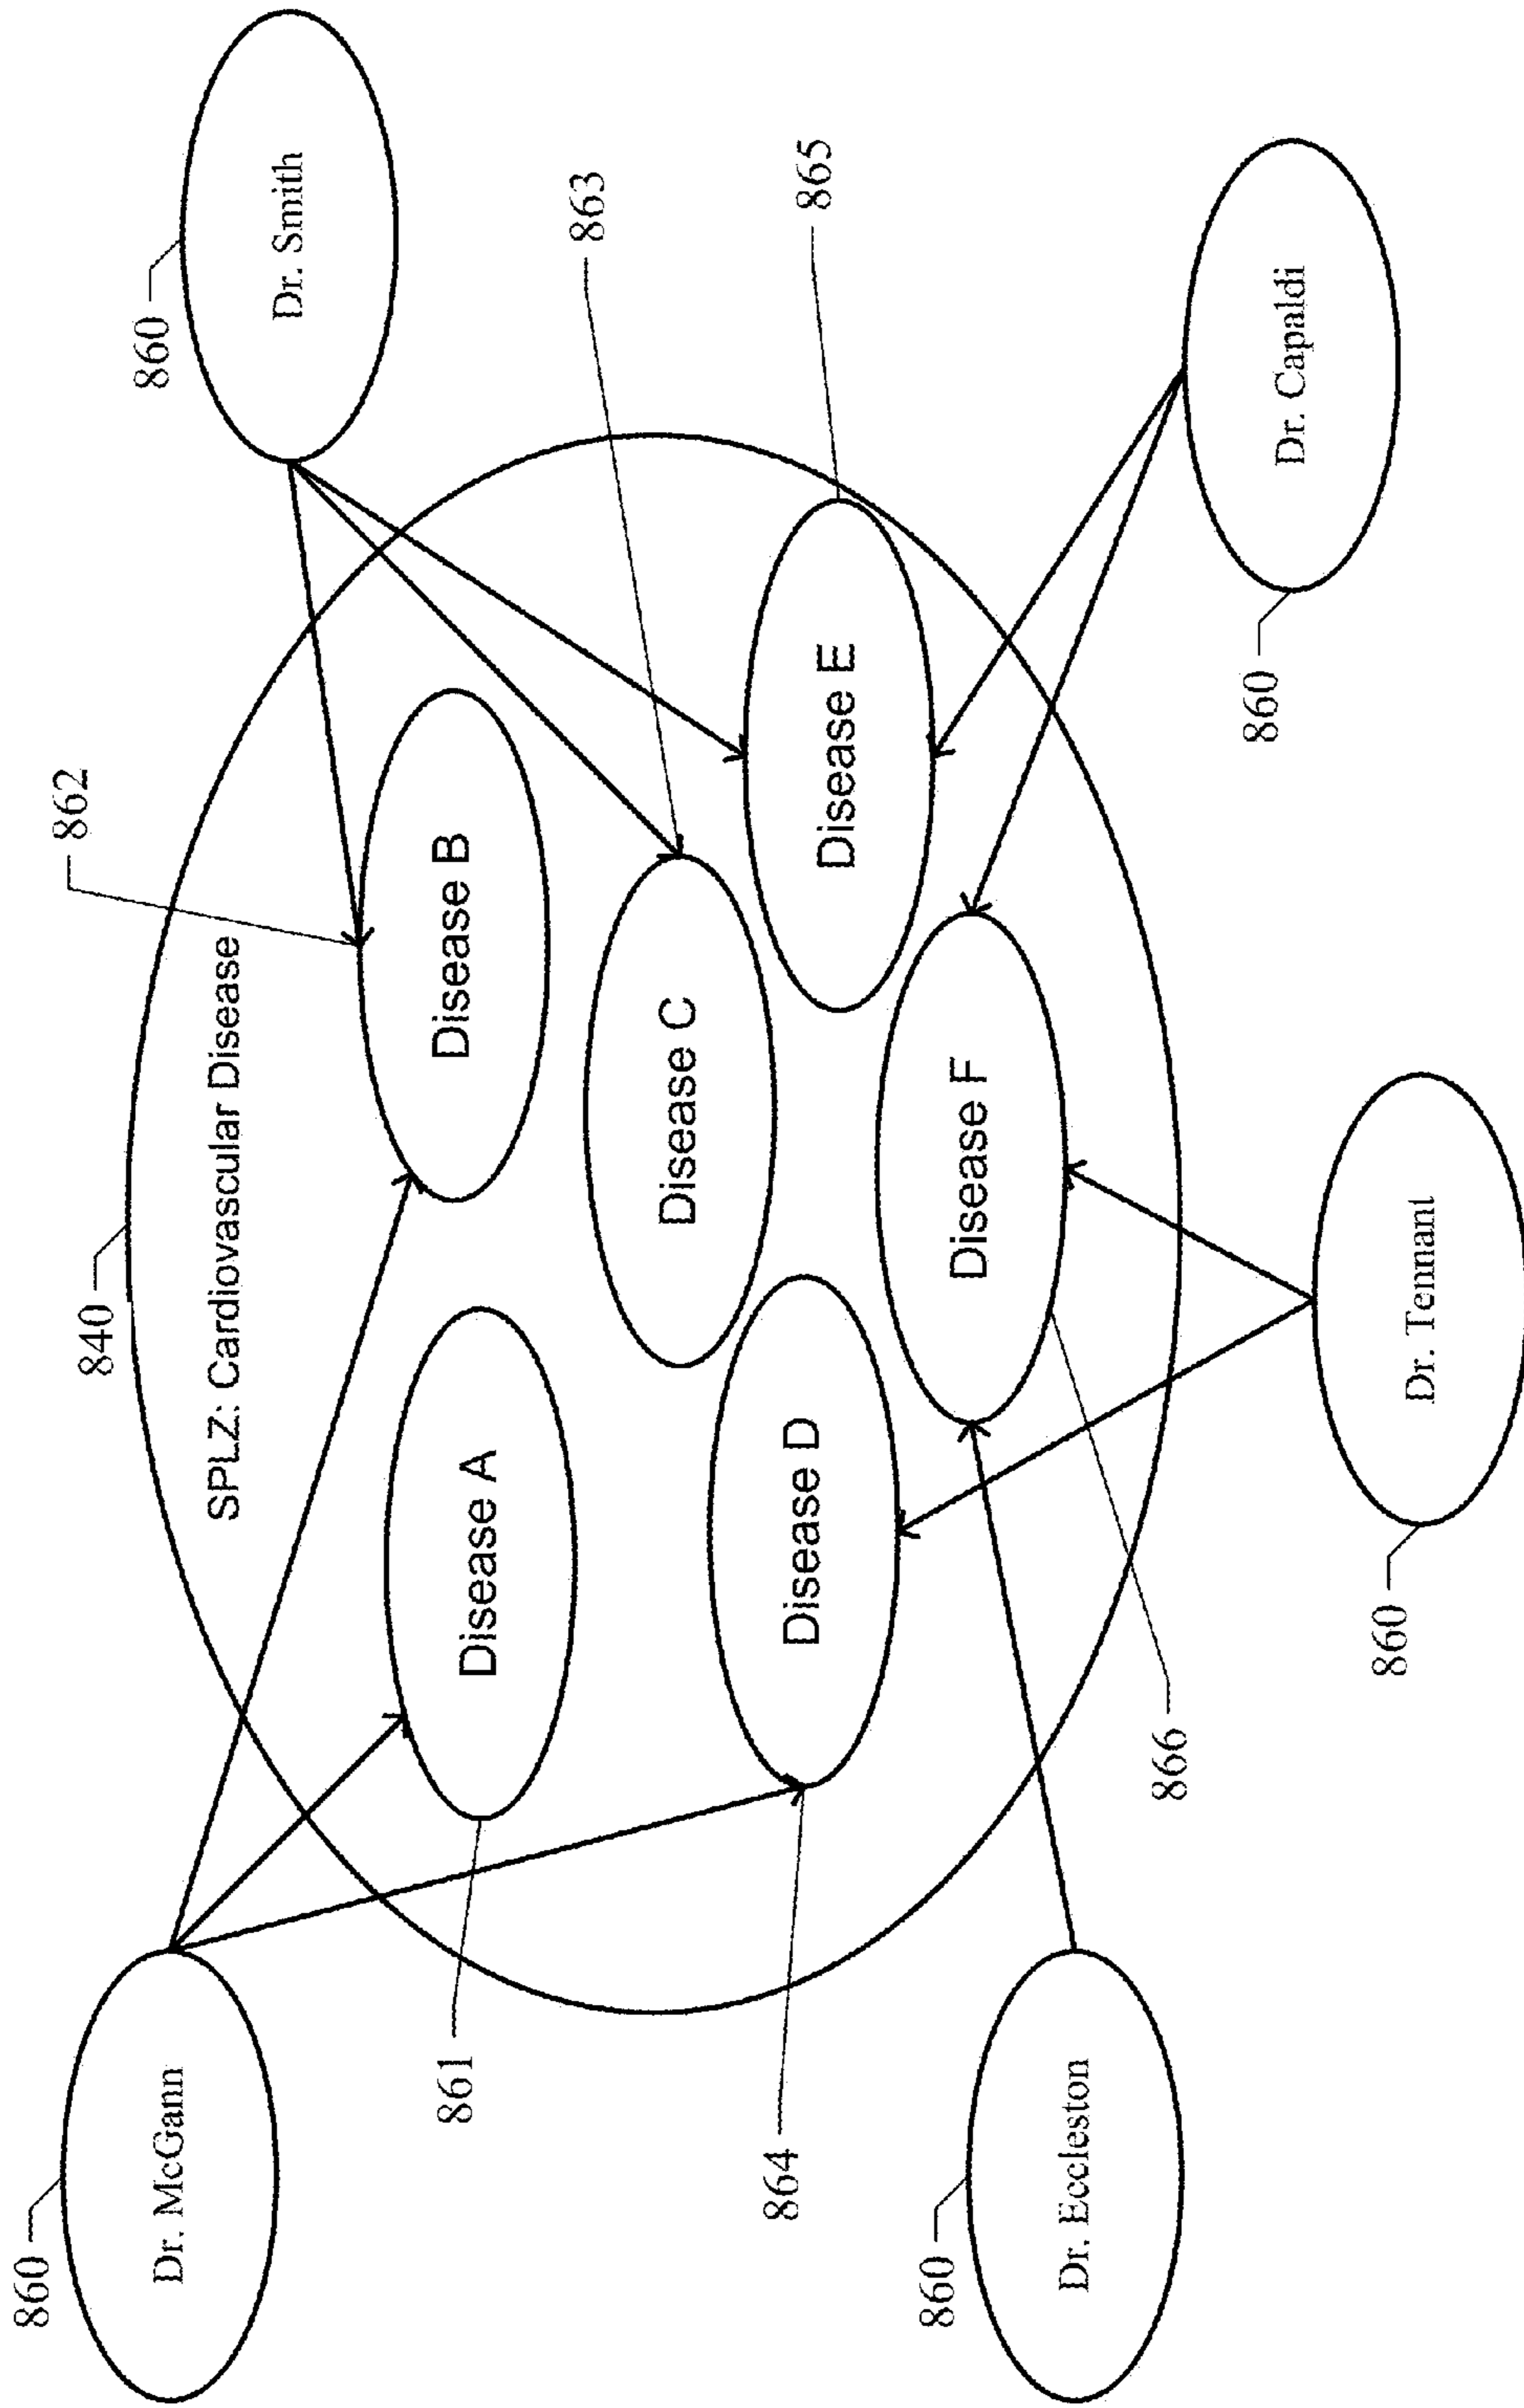 860
Dr. McGann
840
SPLZ: Cardiovascular Disease
862
860
Dr. Smith
861
Disease A
Disease B
863
864
Disease D
Disease C
Disease E
865
860
Dr. Eccleston
866
Disease F
860
Dr. Tennant
860
Dr. Capaldi